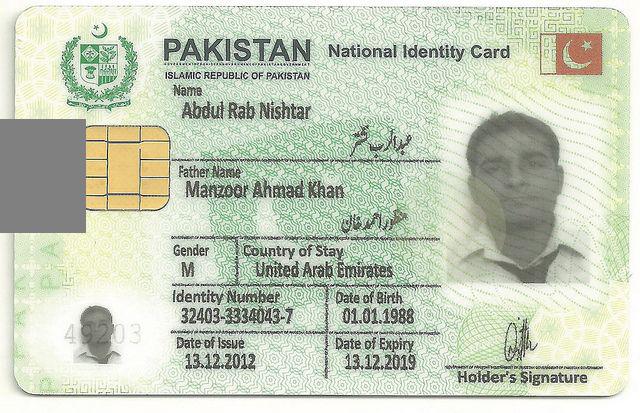 PAKISTAN National Identity Card
ISLAMIC REPUBLIC OF PAKISTAN
Name
Abdul Rab Nishtar
عبدالرب نشتر
Father Name
Manzoor Ahmad Khan
منظور احمد خان
Gender Country of Stay
M United Arab Emirates
Identity Number Date of Birth
32403-3334043-7 01.01.1988
Date of Issue Date of Expiry
13.12.2012 13.12.2019
49203
Holder's Signature